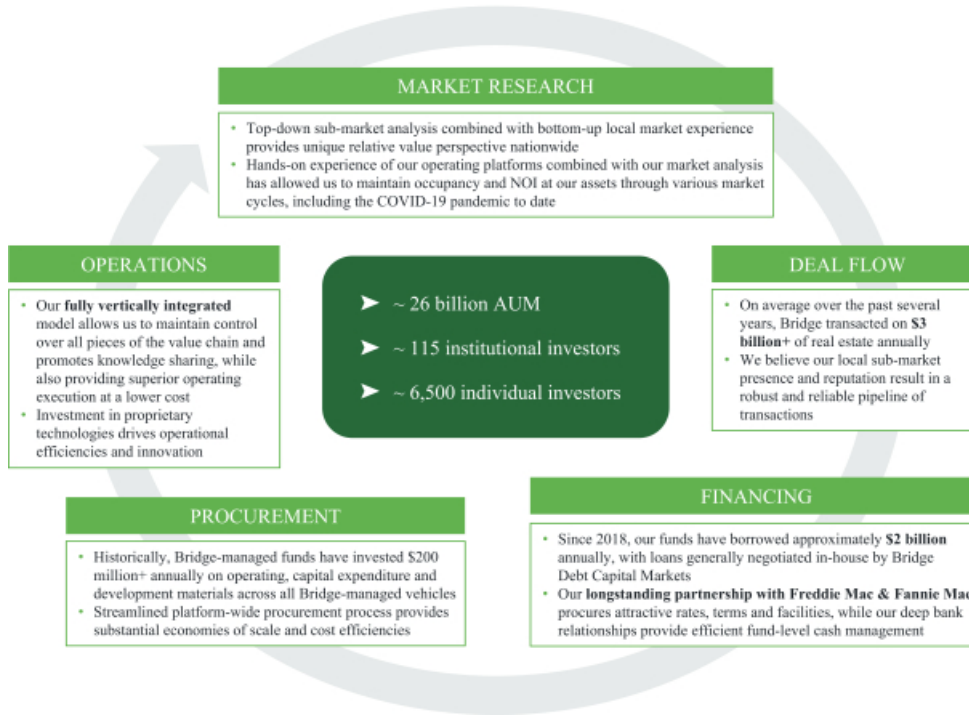 MARKET RESEARCH
• Top-down sub-market analysis combined with bottom-up local market experience
provides unique relative value perspective nationwide
• Hands-on experience of our operating platforms combined with our market analysis
has allowed us to maintain occupancy and NOI at our assets through various market
cycles, including the COVID-19 pandemic to date
OPERATIONS
• Our fully vertically integrated
model allows us to maintain control
over all pieces of the value chain and
promotes knowledge sharing, while
also providing superior operating
execution at a lower cost
• Investment in proprietary
technologies drives operational
efficiencies and innovation
➤ ~ 26 billion AUM
➤ ~ 115 institutional investors
➤ ~ 6,500 individual investors
DEAL FLOW
• On average over the past several
years, Bridge transacted on $3
billion+ of real estate annually
• We believe our local sub-market
presence and reputation result in a
robust and reliable pipeline of
transactions
PROCUREMENT
• Historically, Bridge-managed funds have invested $200
million+ annually on operating, capital expenditure and
development materials across all Bridge-managed vehicles
• Streamlined platform-wide procurement process provides
substantial economies of scale and cost efficiencies
FINANCING
• Since 2018, our funds have borrowed approximately $2 billion
annually, with loans generally negotiated in-house by Bridge
Debt Capital Markets
• Our longstanding partnership with Freddie Mac & Fannie Mac
procures attractive rates, terms and facilities, while our deep bank
relationships provide efficient fund-level cash management